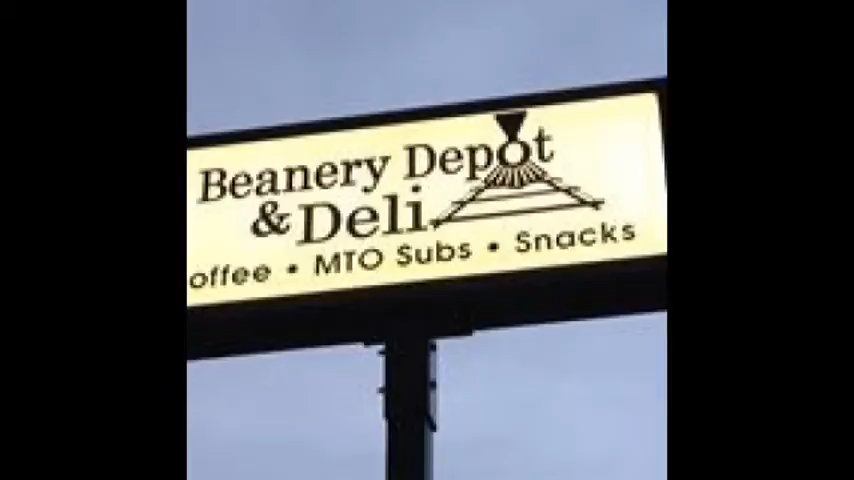 Beanery Depot
& Deli
offee • MTO Subs • Snacks